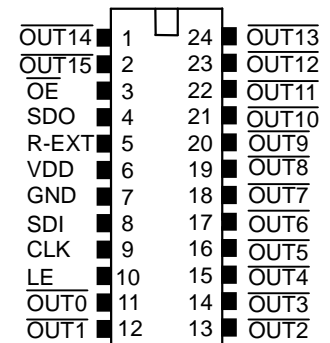 OUT14 1 24 OUT13
OUT15 2 23 OUT12
OE 3 22 OUT11
SDO 4 21 OUT10
R-EXT 5 20 OUT9
VDD 6 19 OUT8
GND 7 18 OUT7
SDI 8 17 OUT6
CLK 9 16 OUT5
LE 10 15 OUT4
OUT0 11 14 OUT3
OUT1 12 13 OUT2